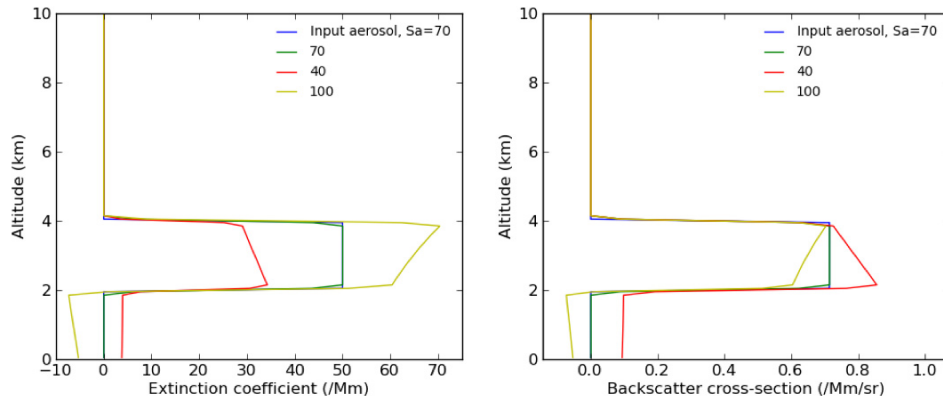 10
8
6
4
2
0
Altitude (km)
-10 0 10 20 30 40 50 60 70
Extinction coefficient (/Mm)
Input aerosol, Sa=70
70
40
100
10
8
6
4
2
0
Altitude (km)
0.0 0.2 0.4 0.6 0.8 1.0
Backscatter cross-section (/Mm/sr)
Input aerosol, Sa=70
70
40
100